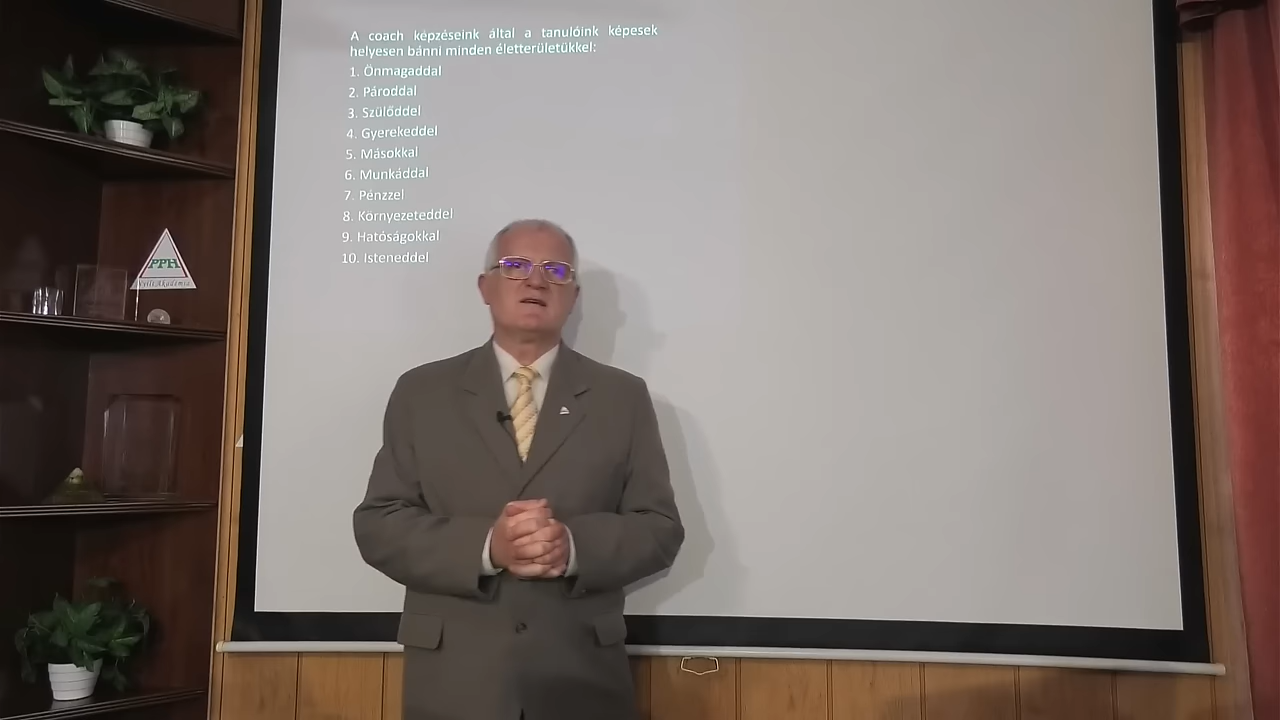 A coach képzéseink által a tanulóink képesek
helyesen bánni minden életterületükkel:
1. Önmagaddal
2. Pároddal
3. Szülőddel
4. Gyerekeddel
5. Másokkal
6. Munkáddal
7. Pénzzel
8. Környezeteddel
9. Hatóságokkal
10. Isteneddel
PPH